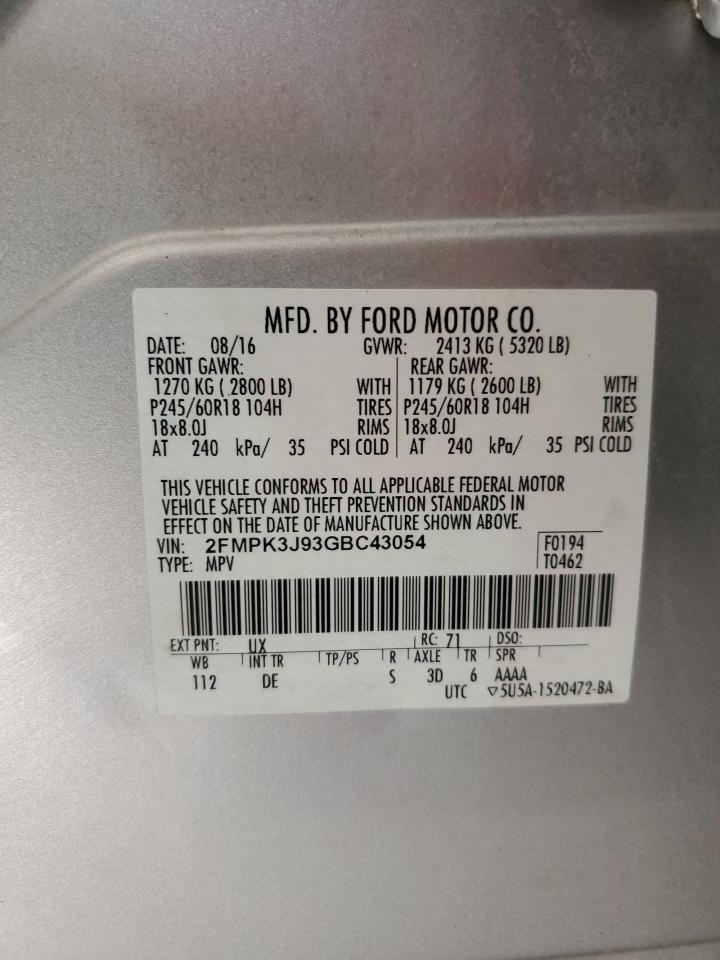 MFD. BY FORD MOTOR CO.
DATE: 08/16 GVWR: 2413 KG ( 5320 LB)
FRONT GAWR: REAR GAWR:
1270 KG ( 2800 LB) WITH 1179 KG ( 2600 LB) WITH
P245/60R18 104H TIRES P245/60R18 104H TIRES
18x8.0J RIMS 18x8.0J RIMS
AT 240 kPa/ 35 PSI COLD AT 240 kPa/ 35 PSI COLD
THIS VEHICLE CONFORMS TO ALL APPLICABLE FEDERAL MOTOR
VEHICLE SAFETY AND THEFT PREVENTION STANDARDS IN
EFFECT ON THE DATE OF MANUFACTURE SHOWN ABOVE.
VIN: 2FMPK3J93GBC43054 F0194
TYPE: MPV T0462
EXT PNT: UX RC: 71 DSO:
WB INT TR TP/PS R AXLE TR SPR
112 DE S 3D 6 AAAA
UTC ▽5U5A-1520472-BA